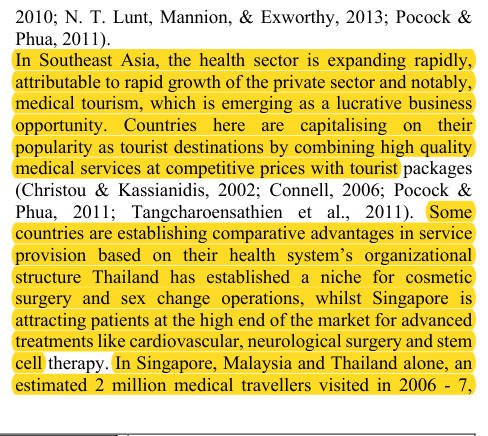 2010; N. T. Lunt, Mannion, & Exworthy, 2013; Pocock &
Phua, 2011).
In Southeast Asia, the health sector is expanding rapidly,
attributable to rapid growth of the private sector and notably,
medical tourism, which is emerging as a lucrative business
opportunity. Countries here are capitalising on their
popularity as tourist destinations by combining high quality
medical services at competitive prices with tourist packages
(Christou & Kassianidis, 2002; Connell, 2006; Pocock &
Phua, 2011; Tangcharoensathien et al., 2011). Some
countries are establishing comparative advantages in service
provision based on their health system’s organizational
structure Thailand has established a niche for cosmetic
surgery and sex change operations, whilst Singapore is
attracting patients at the high end of the market for advanced
treatments like cardiovascular, neurological surgery and stem
cell therapy. In Singapore, Malaysia and Thailand alone, an
estimated 2 million medical travellers visited in 2006 - 7,